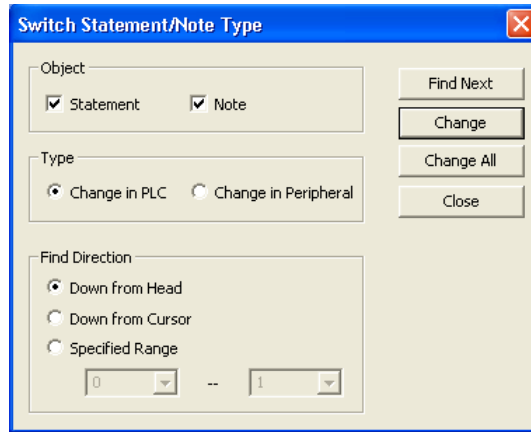 Switch Statement/Note Type
Object
Statement Note
Find Next
Change
Type
Change All
Change in PLC Change in Peripheral
Close
Find Direction
Down from Head
Down from Cursor
Specified Range
0 -- 1